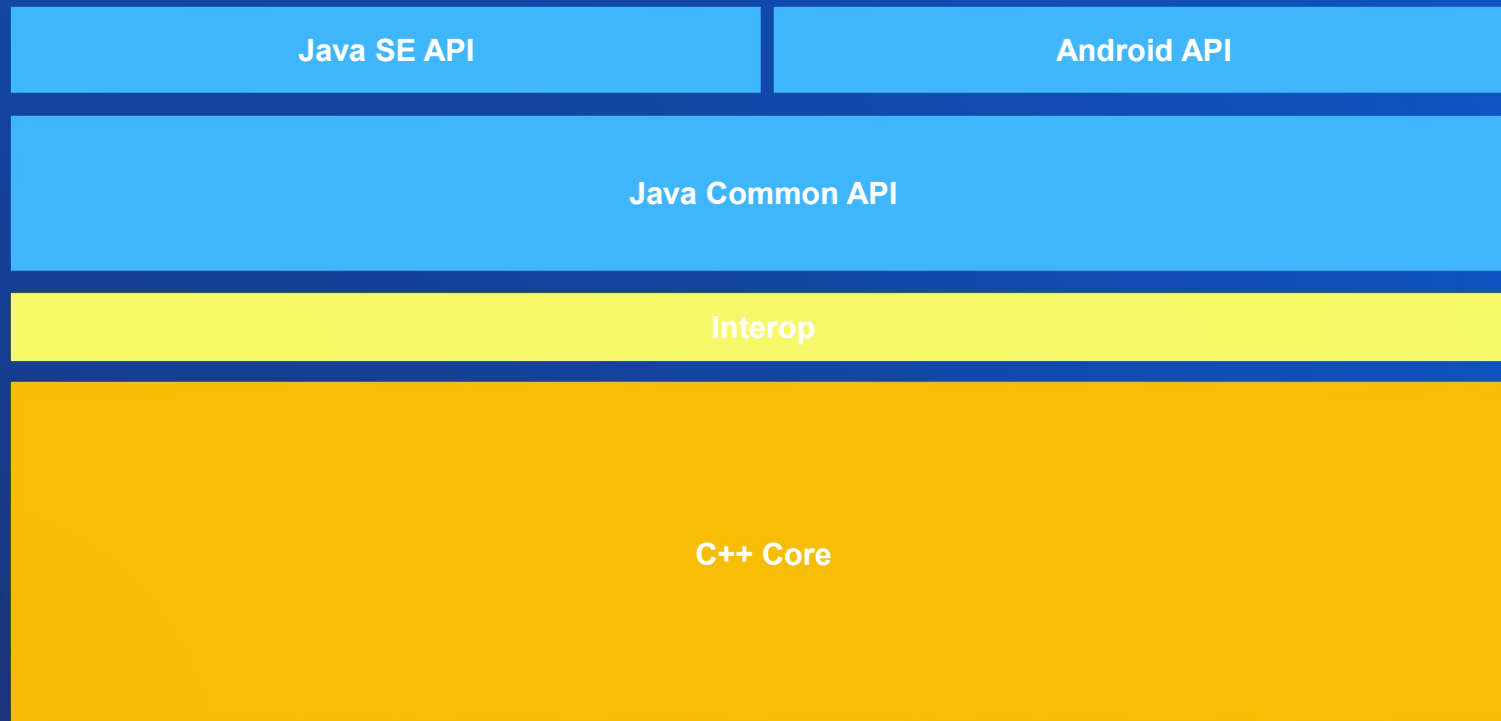 Java SE API
Android API
Java Common API
Interop
C++ Core